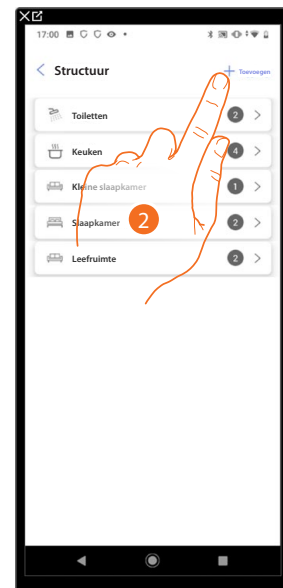 17:00
Structuur
Toevoegen
Toiletten 2
Keuken 4
Kleine slaapkamer 1
Slaapkamer 2
2
Leefruimte 2